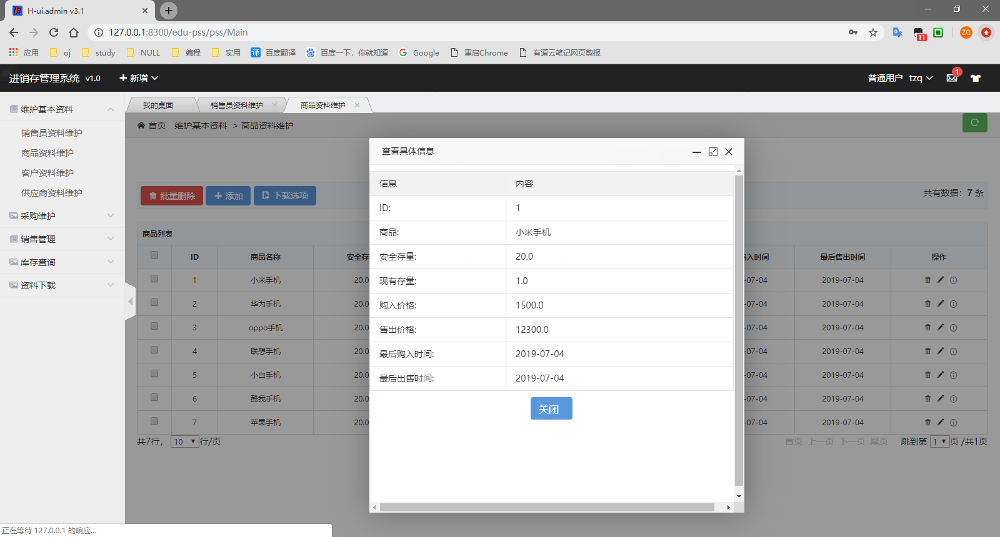 H-ui.admin v3.1
127.0.0.1:8300/edu-pss/pss/Main
11
ZQ
应用
oj
study
NULL
编程
实用
译 百度翻译
百度一下，你就知道
Google
重启Chrome
有道云笔记网页剪报
进销存管理系统 v1.0
新增
普通用户 tzq
1
维护基本资料
销售员资料维护
商品资料维护
客户资料维护
供应商资料维护
采购维护
销售管理
库存查询
资料下载
我的桌面
销售员资料维护
商品资料维护
首页 维护基本资料 > 商品资料维护
批量删除
添加
下载选项
共有数据：7 条
商品列表
ID 商品名称 安全存 入时间 最后售出时间 操作
1 小米手机 20.0 -07-04 2019-07-04
2 华为手机 20.0 -07-04 2019-07-04
3 oppo手机 20.0 -07-04 2019-07-04
4 联想手机 20.0 -07-04 2019-07-04
5 小白手机 20.0 -07-04 2019-07-04
6 酷我手机 20.0 -07-04 2019-07-04
7 苹果手机 20.0 -07-04 2019-07-04
共7行， 10 行/页
首页 上一页 下一页 尾页 跳到第 1 页 /共1页
查看具体信息
信息 内容
ID: 1
商品: 小米手机
安全存量: 20.0
现有存量: 1.0
购入价格: 1500.0
售出价格: 12300.0
最后购入时间: 2019-07-04
最后出售时间: 2019-07-04
关闭
正在等待 127.0.0.1 的响应...